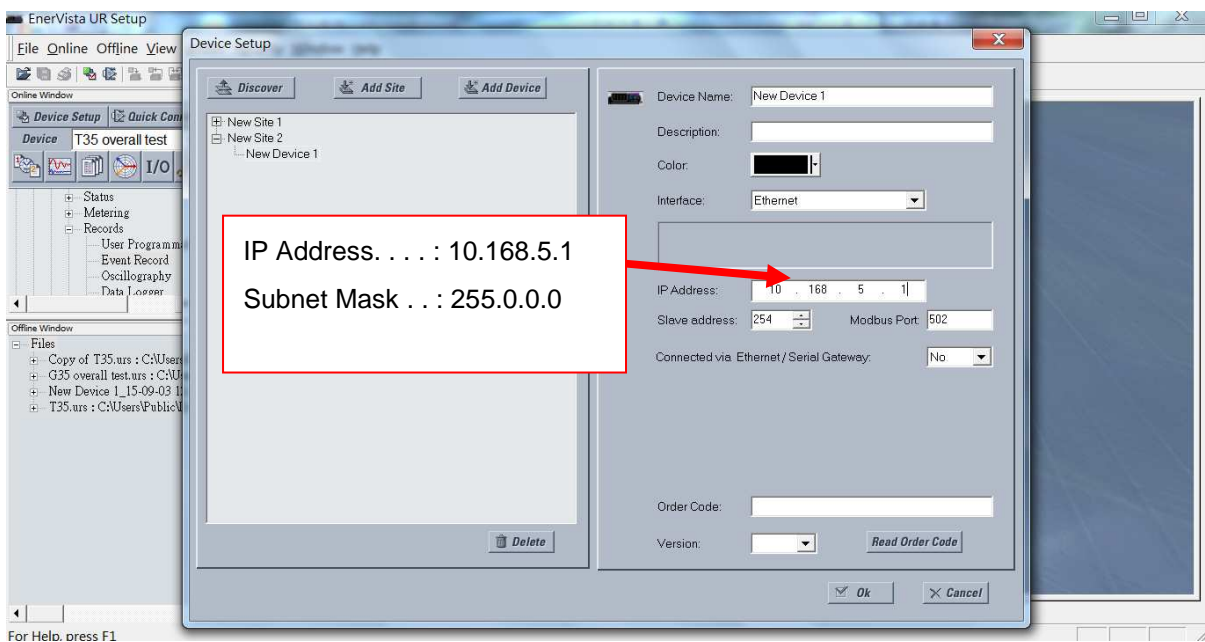 EnerVista UR Setup
File Online Offline View
Online Window
Device Setup Quick Con
Device T35 overall test
I/O
Status
Metering
Records
User Programm
Event Record
Oscillography
Data Logger
Offline Window
Files
Copy of T35.urs : C:\Users
G35 overall test.urs : C:\U
New Device 1_15-09-03 1
T35.urs : C:\Users\Public\
For Help, press F1
Device Setup
Discover Add Site Add Device
New Site 1
New Site 2
New Device 1
Delete
IP Address. . . . : 10.168.5.1
Subnet Mask . . : 255.0.0.0
Device Name: New Device 1
Description:
Color:
Interface: Ethernet
IP Address: 10 . 168 . 5 . 1
Slave address: 254 Modbus Port: 502
Connected via Ethernet / Serial Gateway: No
Order Code:
Version: Read Order Code
Ok Cancel